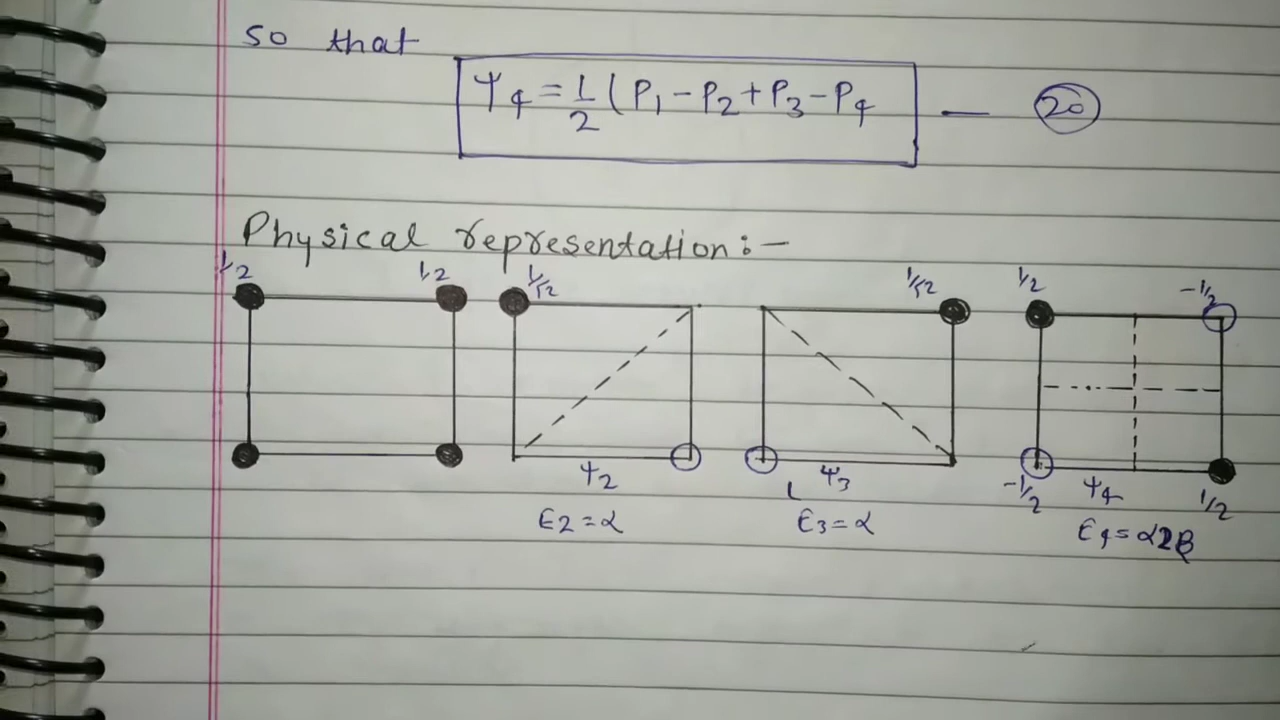 so that
Ψ4 = 1/2 (P1 - P2 + P3 - P4 — 20
Physical representation:-
1/2 1/2 1/√2 1/√2 1/2 -1/2
Ψ2 Ψ3 -1/2 Ψ4 1/2
E2 = α E3 = α E4 = α2β